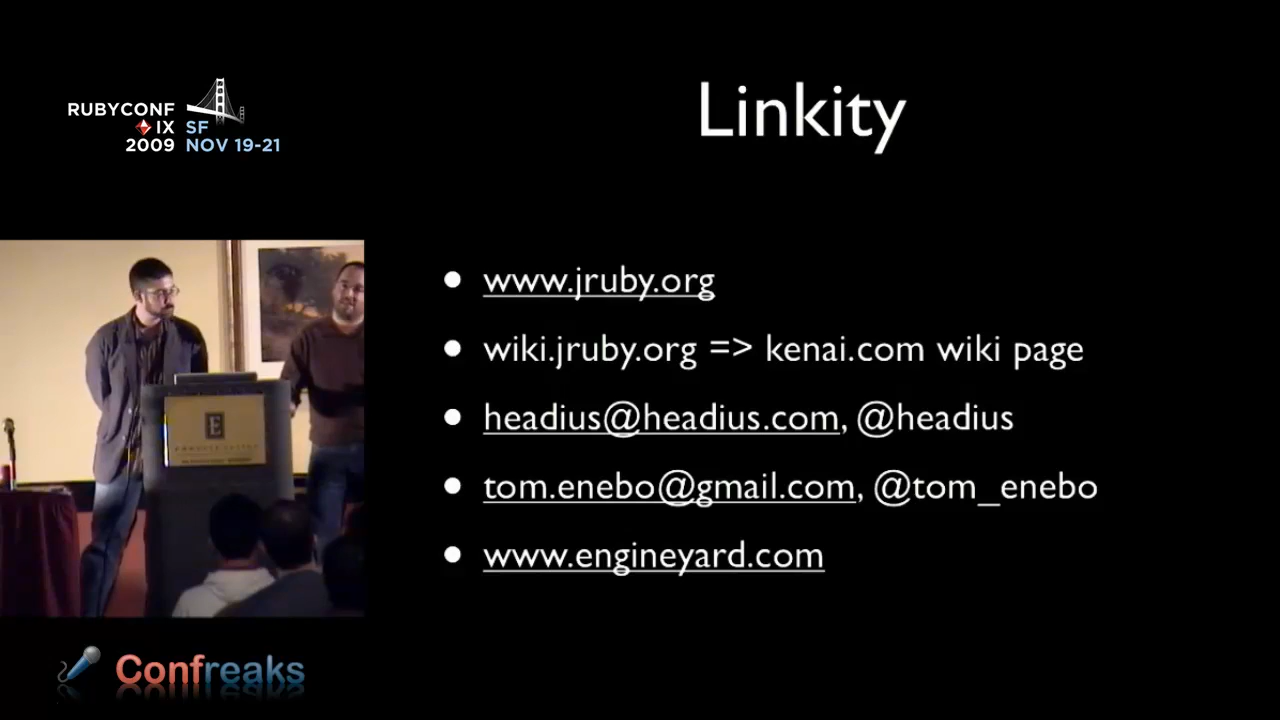 RUBYCONF
IX SF
2009 NOV 19-21
Linkity
www.jruby.org
wiki.jruby.org => kenai.com wiki page
headius@headius.com, @headius
tom.enebo@gmail.com, @tom_enebo
www.engineyard.com
E
Confreaks